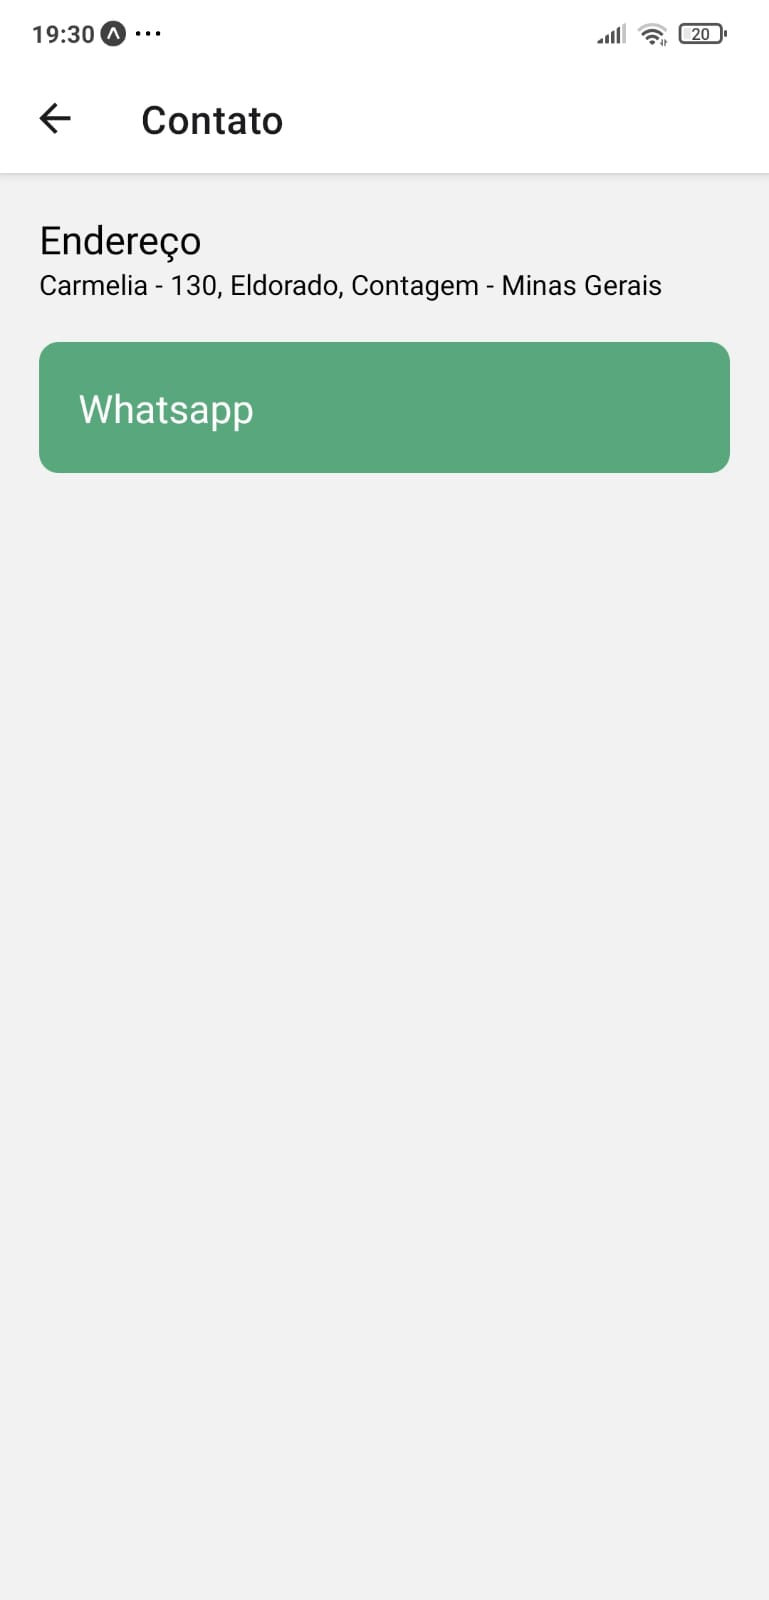 19:30 ... 20
Contato
Endereço
Carmelia - 130, Eldorado, Contagem - Minas Gerais
Whatsapp